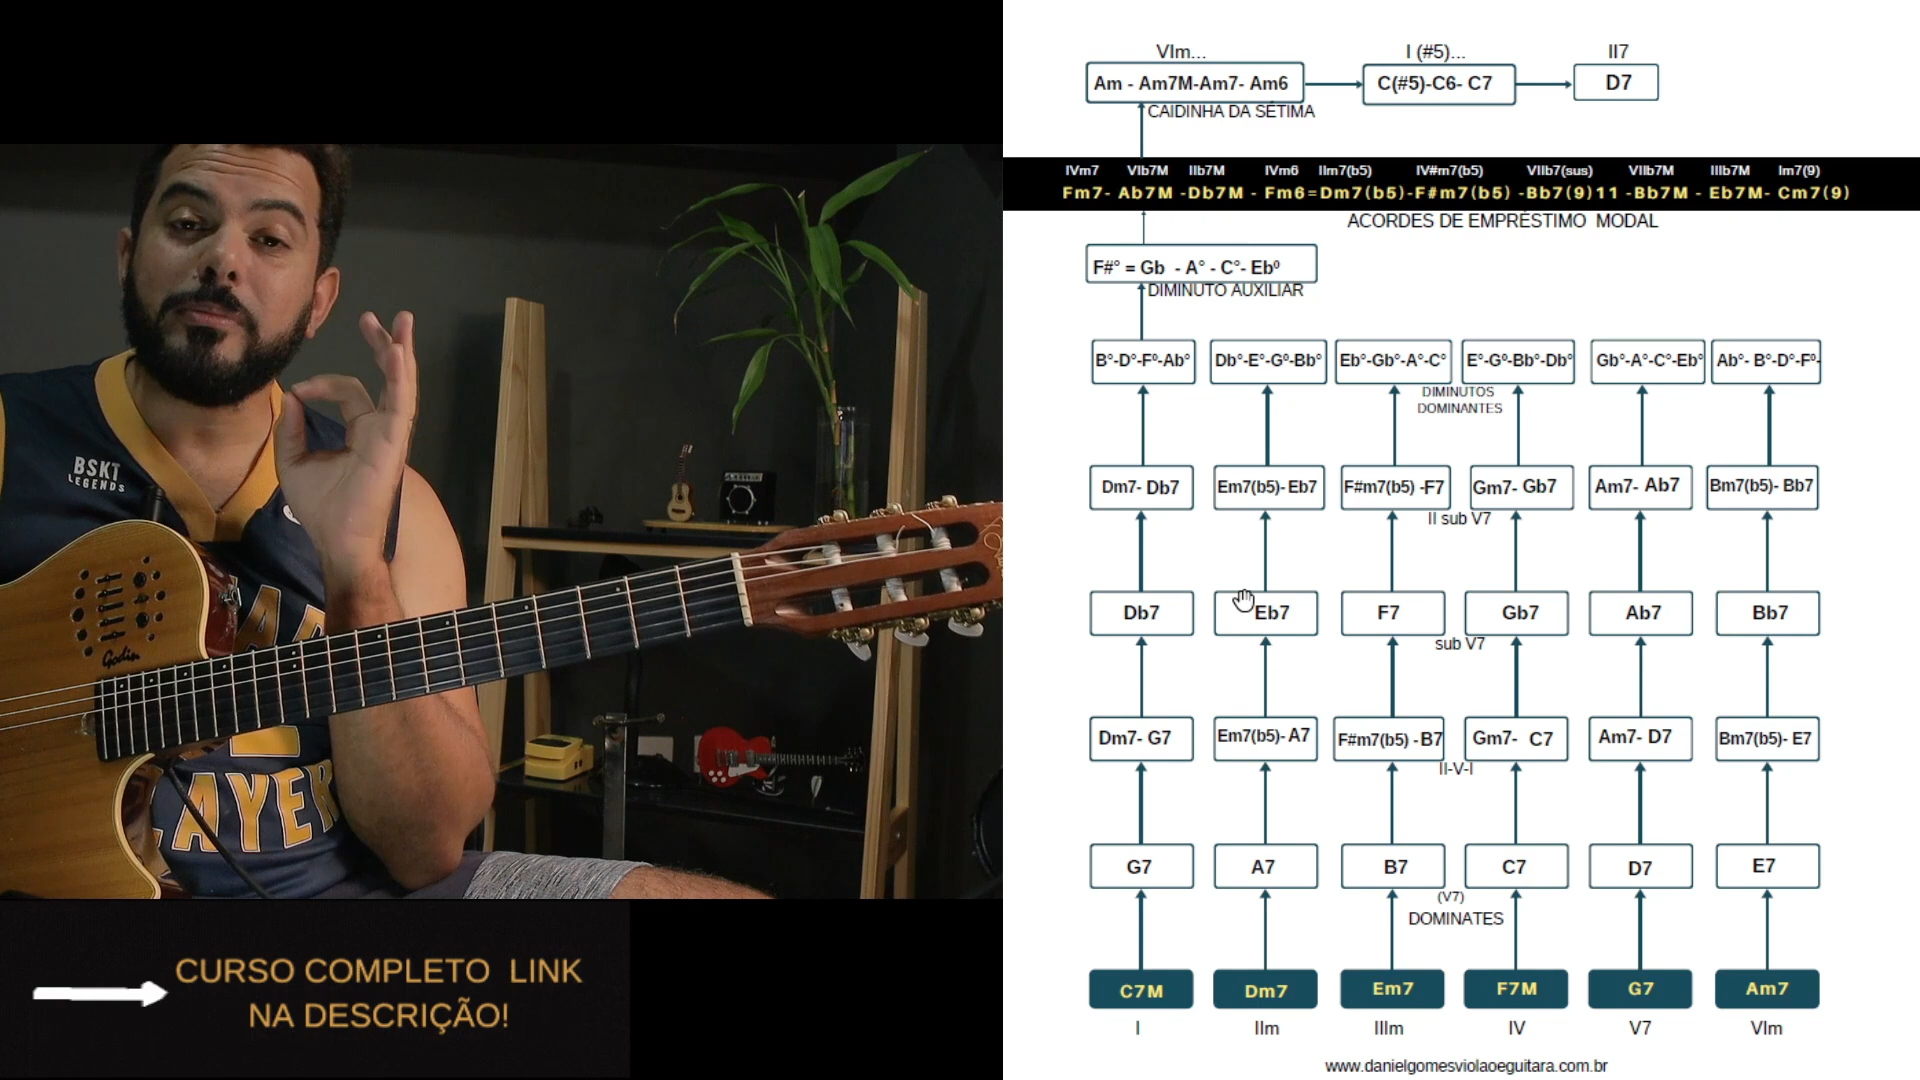 BSKT
LEGENDS
Godin
LAYER
CURSO COMPLETO LINK
NA DESCRIÇÃO!
VIm... I (#5)... II7
Am - Am7M-Am7- Am6 C(#5)-C6- C7 D7
CAIDINHA DA SÉTIMA
IVm7 VIb7M IIb7M IVm6 IIm7(b5) IV#m7(b5) VIIb7(sus) VIIb7M IIIb7M Im7(9)
Fm7- Ab7M -Db7M - Fm6=Dm7(b5)-F#m7(b5) -Bb7(9)11 -Bb7M - Eb7M- Cm7(9)
ACORDES DE EMPRÉSTIMO MODAL
F#° = Gb - A° - C°- Eb⁰
DIMINUTO AUXILIAR
B°-D°-Fº-Ab° Db°-E°-Gº-Bb° Eb°-Gb°-A°-C° E°-Gº-Bb°-Db° Gb°-A°-C°-Eb° Ab°- B°-D°-Fº-
DIMINUTOS
DOMINANTES
Dm7- Db7 Em7(b5)- Eb7 F#m7(b5) -F7 Gm7- Gb7 Am7- Ab7 Bm7(b5)- Bb7
II sub V7
Db7 Eb7 F7 Gb7 Ab7 Bb7
sub V7
Dm7- G7 Em7(b5)- A7 F#m7(b5) -B7 Gm7- C7 Am7- D7 Bm7(b5)- E7
II-V-I
G7 A7 B7 C7 D7 E7
(V7)
DOMINATES
C7M Dm7 Em7 F7M G7 Am7
I IIm IIIm IV V7 VIm
www.danielgomesviolaoeguitara.com.br